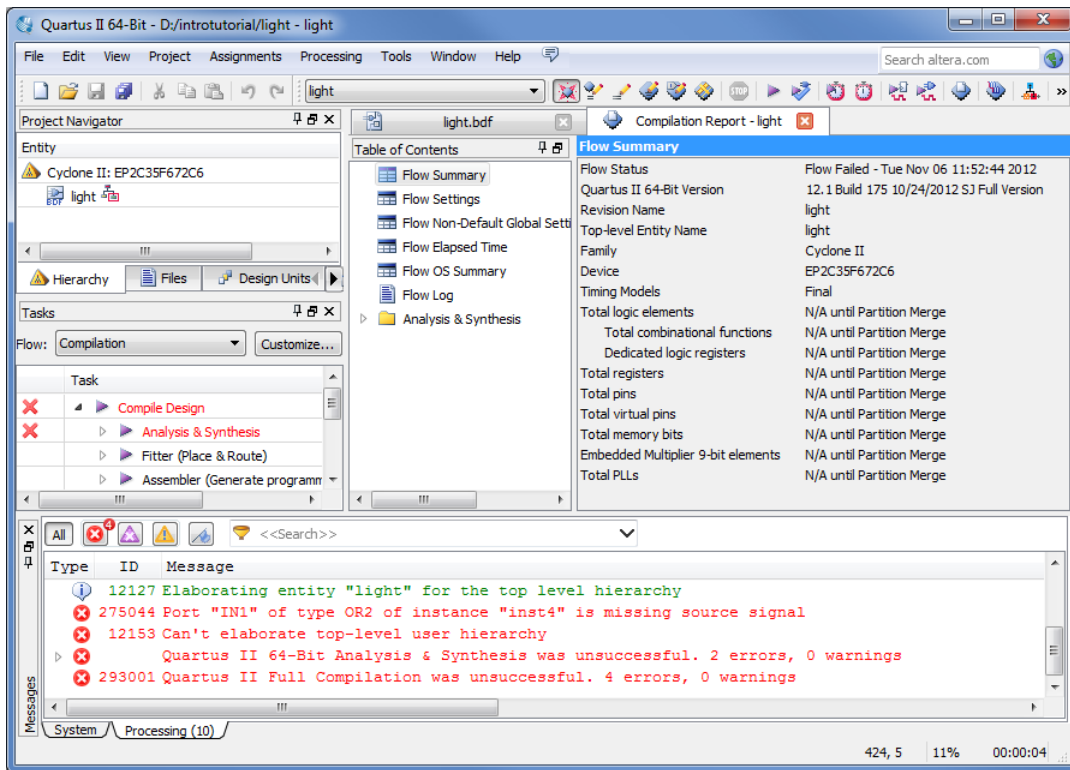 Quartus II 64-Bit - D:/introtutorial/light - light
File Edit View Project Assignments Processing Tools Window Help
Search altera.com
light
STOP
»
Project Navigator
Entity
Cyclone II: EP2C35F672C6
BDF light
Hierarchy Files Design Units
Tasks
Flow: Compilation Customize...
Task
Compile Design
Analysis & Synthesis
Fitter (Place & Route)
Assembler (Generate programm
light.bdf
Compilation Report - light
Table of Contents
Flow Summary
Flow Settings
Flow Non-Default Global Setti
Flow Elapsed Time
Flow OS Summary
Flow Log
Analysis & Synthesis
Flow Summary
Flow Status Flow Failed - Tue Nov 06 11:52:44 2012
Quartus II 64-Bit Version 12.1 Build 175 10/24/2012 SJ Full Version
Revision Name light
Top-level Entity Name light
Family Cyclone II
Device EP2C35F672C6
Timing Models Final
Total logic elements N/A until Partition Merge
Total combinational functions N/A until Partition Merge
Dedicated logic registers N/A until Partition Merge
Total registers N/A until Partition Merge
Total pins N/A until Partition Merge
Total virtual pins N/A until Partition Merge
Total memory bits N/A until Partition Merge
Embedded Multiplier 9-bit elements N/A until Partition Merge
Total PLLs N/A until Partition Merge
All 4 <<Search>>
Type ID Message
12127 Elaborating entity "light" for the top level hierarchy
275044 Port "IN1" of type OR2 of instance "inst4" is missing source signal
12153 Can't elaborate top-level user hierarchy
Quartus II 64-Bit Analysis & Synthesis was unsuccessful. 2 errors, 0 warnings
293001 Quartus II Full Compilation was unsuccessful. 4 errors, 0 warnings
Messages
System Processing (10)
424, 5 11% 00:00:04